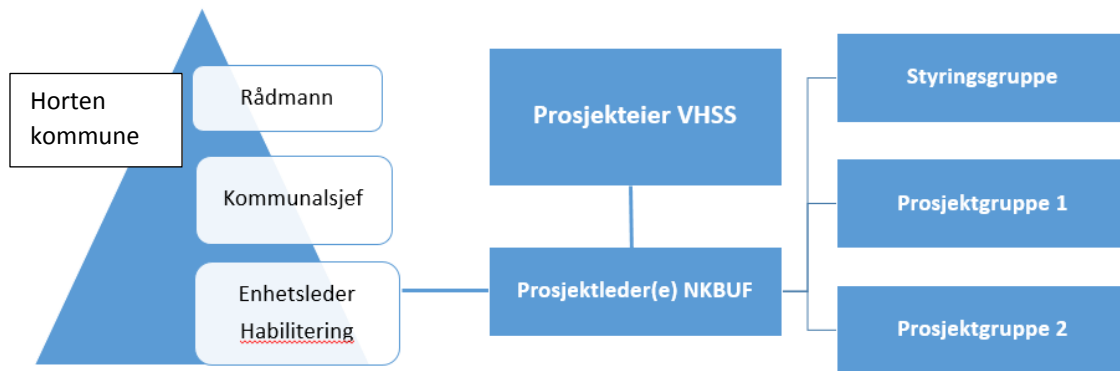 Horten
kommune
Rådmann
Kommunalsjef
Enhetsleder
Habilitering
Prosjekteier VHSS
Prosjektleder(e) NKBUF
Styringsgruppe
Prosjektgruppe 1
Prosjektgruppe 2